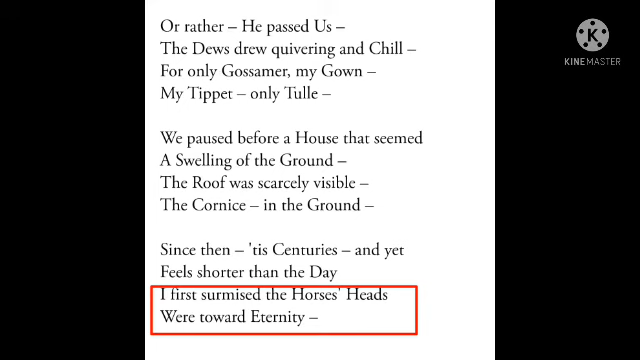 Or rather – He passed Us –
The Dews drew quivering and Chill –
For only Gossamer, my Gown –
My Tippet – only Tulle –
We paused before a House that seemed
A Swelling of the Ground –
The Roof was scarcely visible –
The Cornice – in the Ground –
Since then – 'tis Centuries – and yet
Feels shorter than the Day
I first surmised the Horses' Heads
Were toward Eternity –
K
KINEMASTER